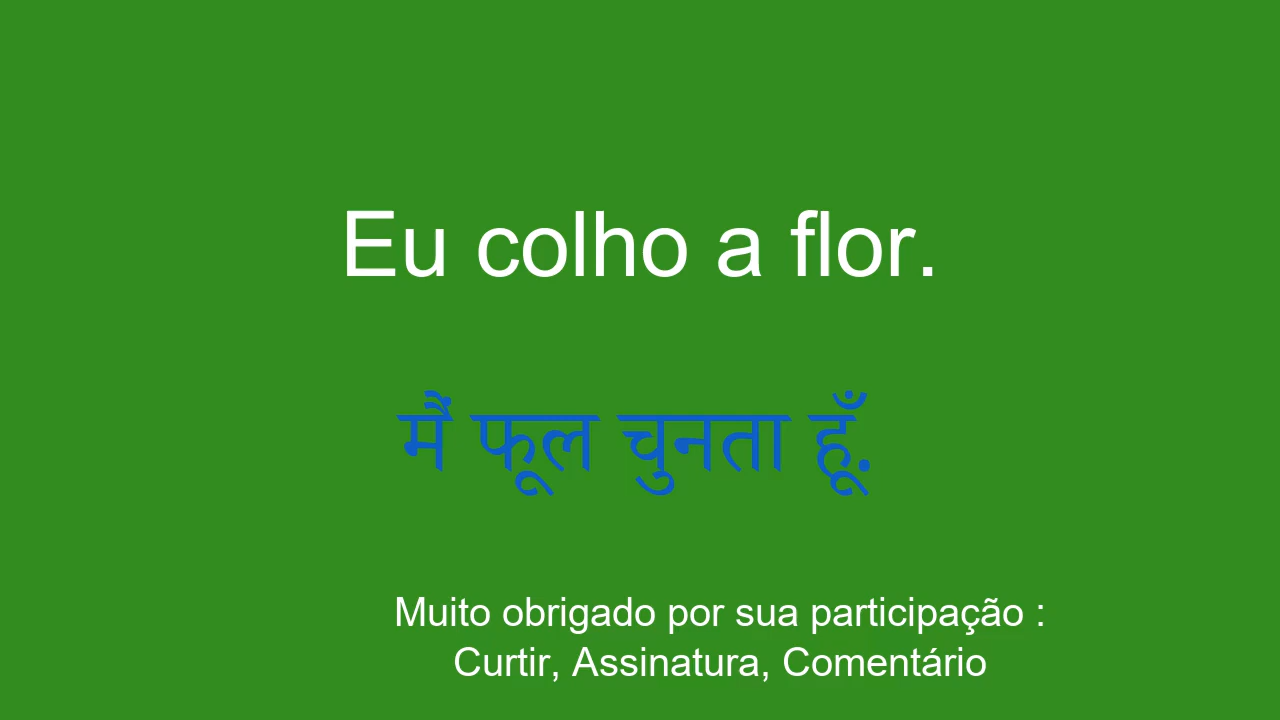 Eu colho a flor.
मैं फूल चुनता हूँ.
Muito obrigado por sua participação :
Curtir, Assinatura, Comentário